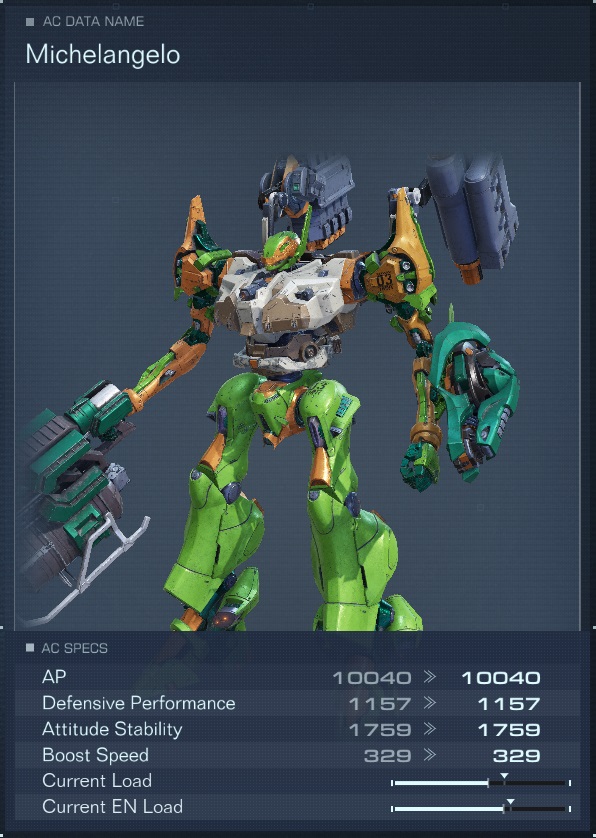 AC DATA NAME
Michelangelo
03
AC SPECS
AP 10040 10040
Defensive Performance 1157 1157
Attitude Stability 1759 1759
Boost Speed 329 329
Current Load
Current EN Load